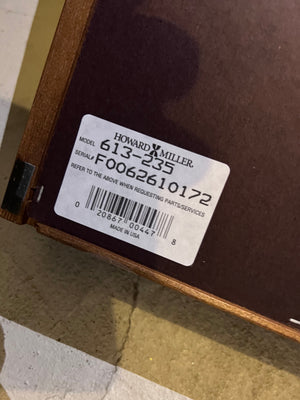 HOWARD MILLER
MODEL 613-235
SERIAL# F0062610172
REFER TO THE ABOVE WHEN REQUESTING PARTS/SERVICES
0 20867 00447 8
MADE IN USA